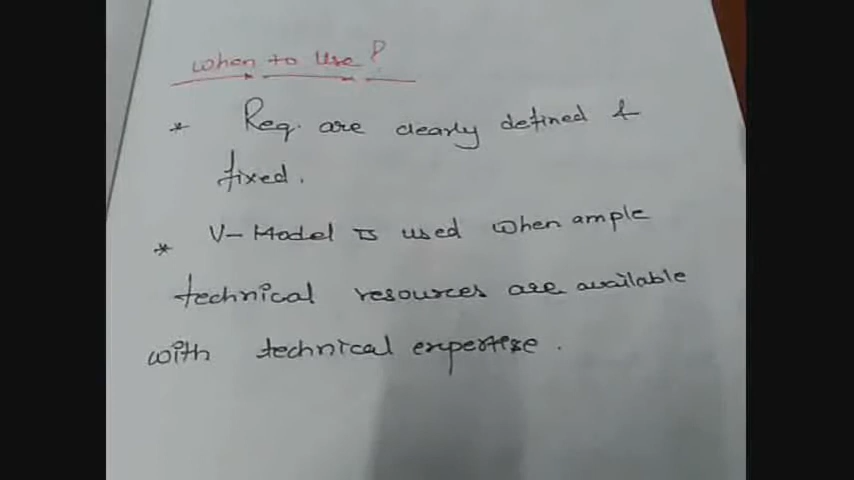 When to Use?
* Req. are clearly defined &
fixed.
* V-Model is used when ample
technical resources are available
with technical expertise.